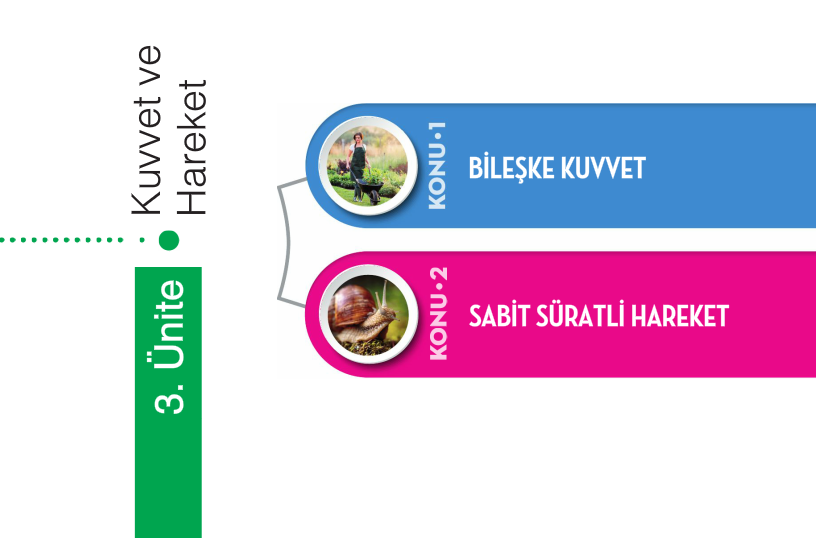 3. Ünite
Kuvvet ve
Hareket
KONU•1
BİLEŞKE KUVVET
KONU•2
SABİT SÜRATLİ HAREKET